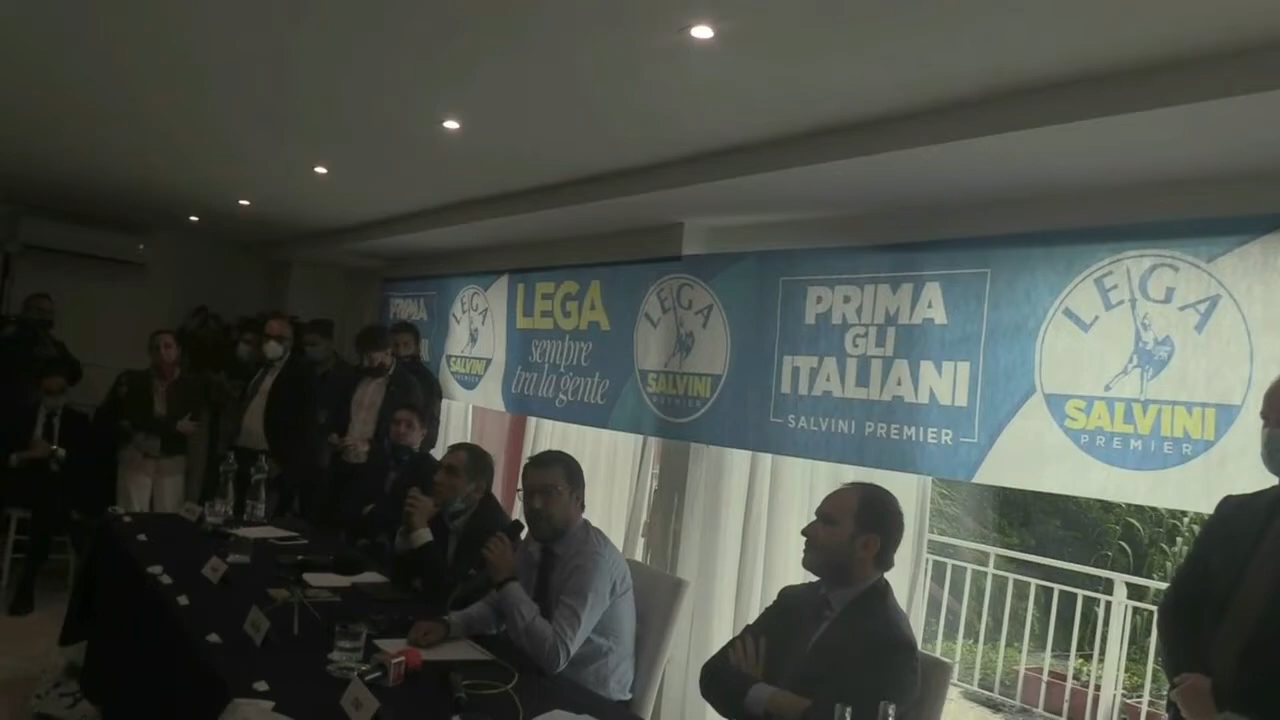 PRIMA
LEGA
SALVINI
PREMIER
LEGA
sempre
tra la gente
LEGA
SALVINI
PREMIER
PRIMA
GLI
ITALIANI
SALVINI PREMIER
LEGA
SALVINI
PREMIER